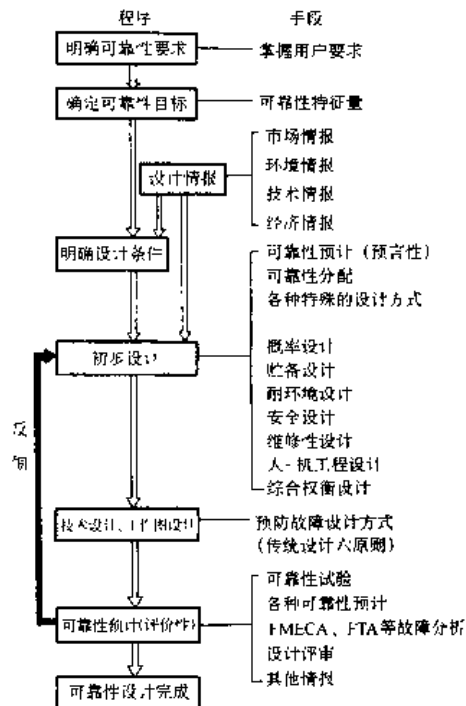 程序
手段
明确可靠性要求
掌握用户要求
确定可靠性目标
可靠性特征量
市场情报
设计情报
环境情报
技术情报
经济情报
明确设计条件
可靠性预计（预言性）
可靠性分配
各种特殊的设计方式
初步设计
概率设计
贮备设计
耐环境设计
安全设计
维修性设计
人-机工程设计
综合权衡设计
反
馈
技术设计、工作图设计
预防故障设计方式
(传统设计六原则)
可靠性试验
各种可靠性预计
可靠性预计(评价性)
FMECA、FTA等故障分析
设计评审
其他情报
可靠性设计完成